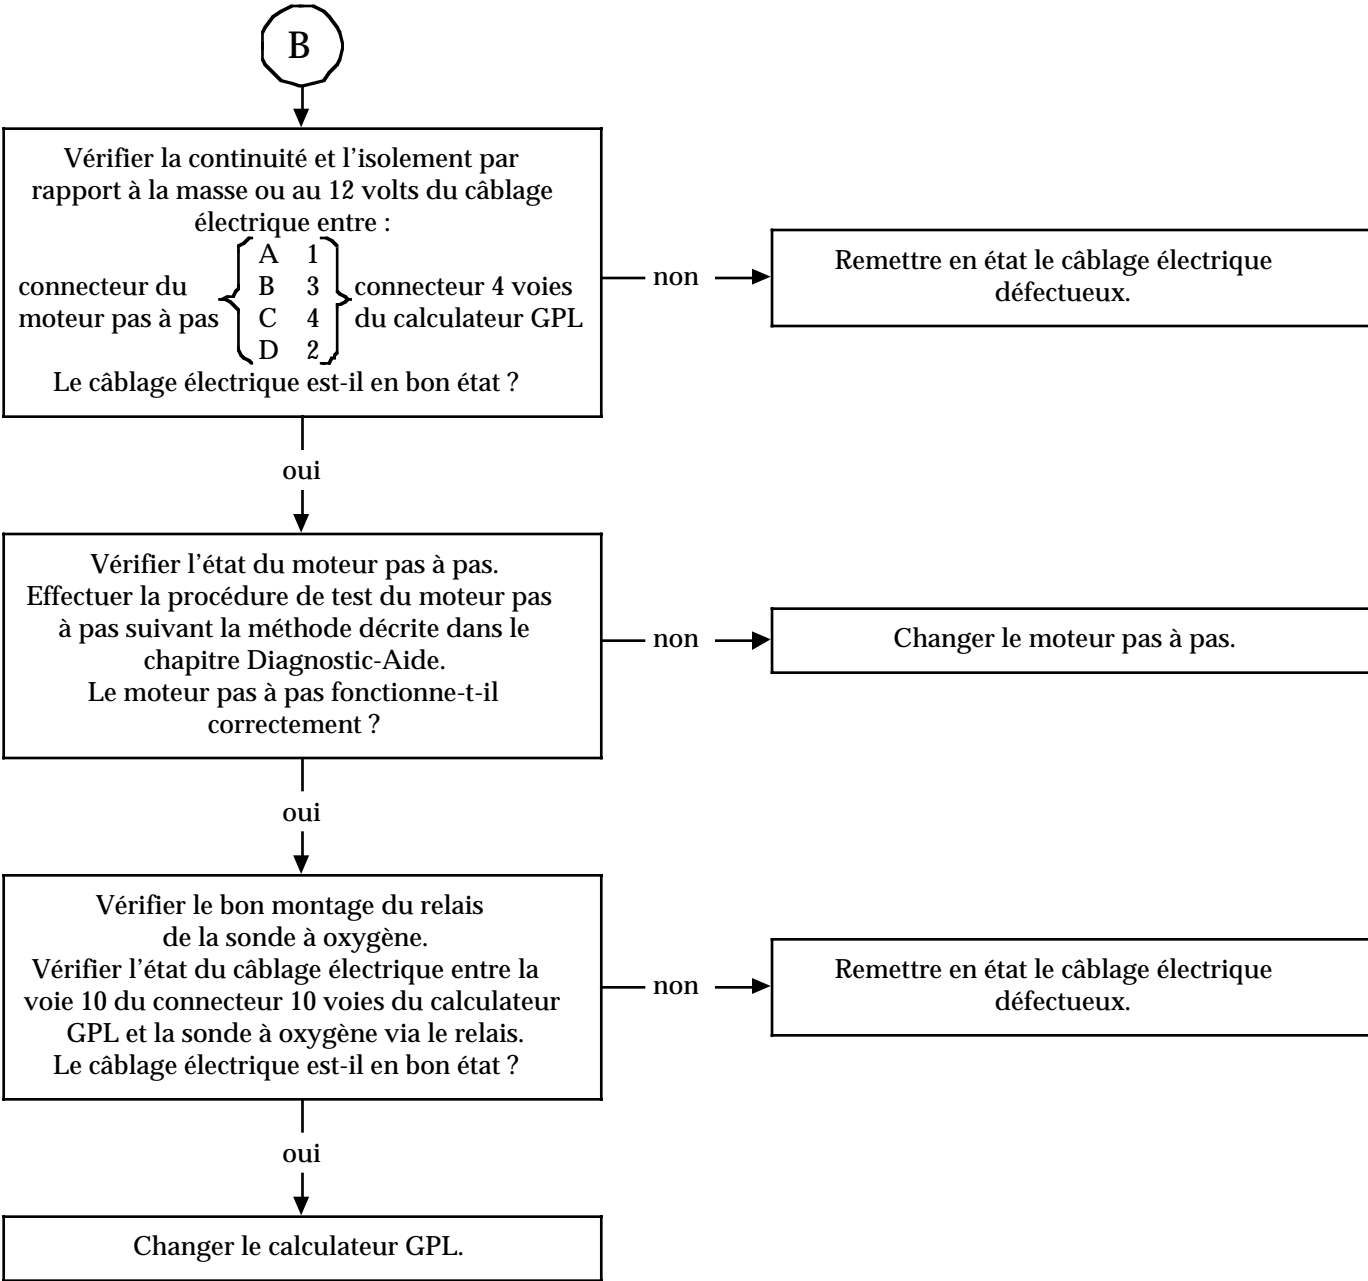 B
Vérifier la continuité et l'isolement par
rapport à la masse ou au 12 volts du câblage
électrique entre :
A 1
connecteur du B 3 connecteur 4 voies
moteur pas à pas C 4 du calculateur GPL
D 2
Le câblage électrique est-il en bon état ?
non
Remettre en état le câblage électrique
défectueux.
oui
Vérifier l'état du moteur pas à pas.
Effectuer la procédure de test du moteur pas
à pas suivant la méthode décrite dans le
chapitre Diagnostic-Aide.
Le moteur pas à pas fonctionne-t-il
correctement ?
non
Changer le moteur pas à pas.
oui
Vérifier le bon montage du relais
de la sonde à oxygène.
Vérifier l'état du câblage électrique entre la
voie 10 du connecteur 10 voies du calculateur
GPL et la sonde à oxygène via le relais.
Le câblage électrique est-il en bon état ?
non
Remettre en état le câblage électrique
défectueux.
oui
Changer le calculateur GPL.